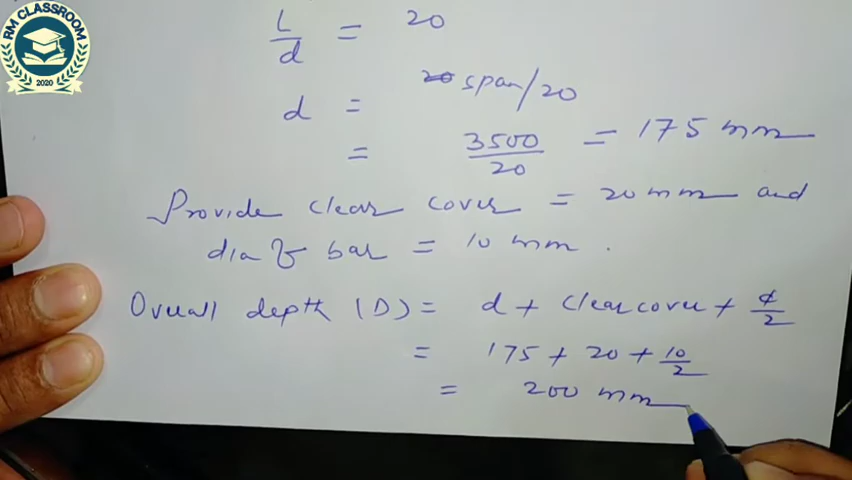 RM CLASSROOM
2020
L/d = 20
d = span/20
= 3500/20 = 175 mm
Provide clear cover = 20 mm and
dia of bar = 10 mm .
Overall depth (D) = d + clear cover + ϕ/2
= 175 + 20 + 10/2
= 200 mm